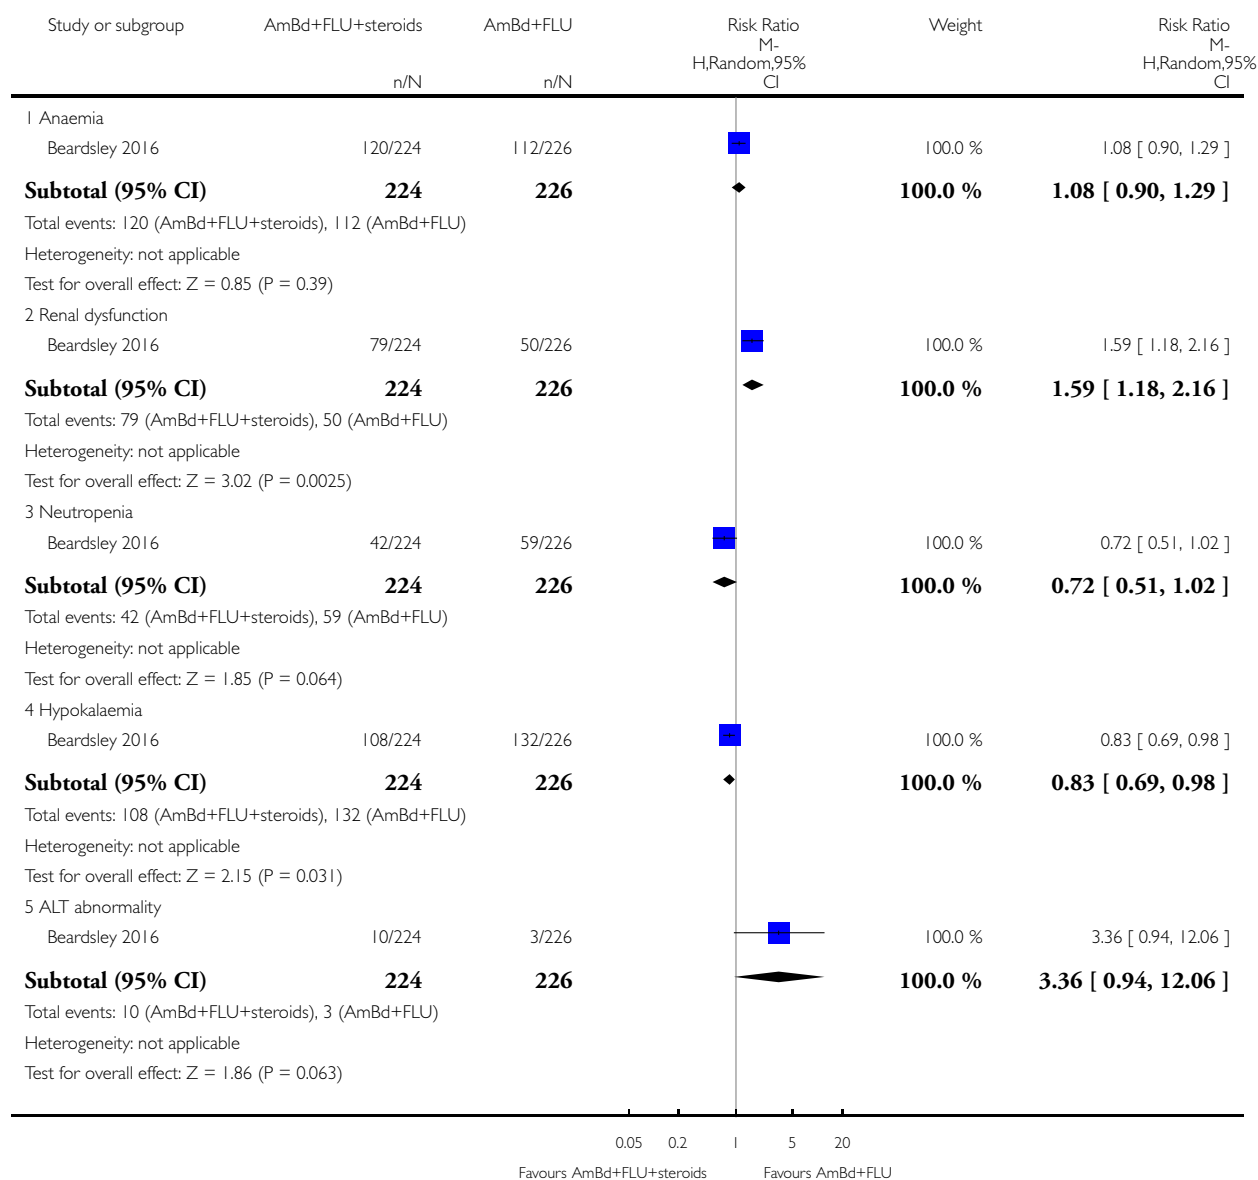 Study or subgroup AmBd+FLU+steroids AmBd+FLU Risk Ratio Weight Risk Ratio
M- M-
H,Random,95% H,Random,95%
n/N n/N CI CI
1 Anaemia
Beardsley 2016 120/224 112/226 100.0 % 1.08 [ 0.90, 1.29 ]
Subtotal (95% CI) 224 226 100.0 % 1.08 [ 0.90, 1.29 ]
Total events: 120 (AmBd+FLU+steroids), 112 (AmBd+FLU)
Heterogeneity: not applicable
Test for overall effect: Z = 0.85 (P = 0.39)
2 Renal dysfunction
Beardsley 2016 79/224 50/226 100.0 % 1.59 [ 1.18, 2.16 ]
Subtotal (95% CI) 224 226 100.0 % 1.59 [ 1.18, 2.16 ]
Total events: 79 (AmBd+FLU+steroids), 50 (AmBd+FLU)
Heterogeneity: not applicable
Test for overall effect: Z = 3.02 (P = 0.0025)
3 Neutropenia
Beardsley 2016 42/224 59/226 100.0 % 0.72 [ 0.51, 1.02 ]
Subtotal (95% CI) 224 226 100.0 % 0.72 [ 0.51, 1.02 ]
Total events: 42 (AmBd+FLU+steroids), 59 (AmBd+FLU)
Heterogeneity: not applicable
Test for overall effect: Z = 1.85 (P = 0.064)
4 Hypokalaemia
Beardsley 2016 108/224 132/226 100.0 % 0.83 [ 0.69, 0.98 ]
Subtotal (95% CI) 224 226 100.0 % 0.83 [ 0.69, 0.98 ]
Total events: 108 (AmBd+FLU+steroids), 132 (AmBd+FLU)
Heterogeneity: not applicable
Test for overall effect: Z = 2.15 (P = 0.031)
5 ALT abnormality
Beardsley 2016 10/224 3/226 100.0 % 3.36 [ 0.94, 12.06 ]
Subtotal (95% CI) 224 226 100.0 % 3.36 [ 0.94, 12.06 ]
Total events: 10 (AmBd+FLU+steroids), 3 (AmBd+FLU)
Heterogeneity: not applicable
Test for overall effect: Z = 1.86 (P = 0.063)
0.05 0.2 1 5 20
Favours AmBd+FLU+steroids Favours AmBd+FLU